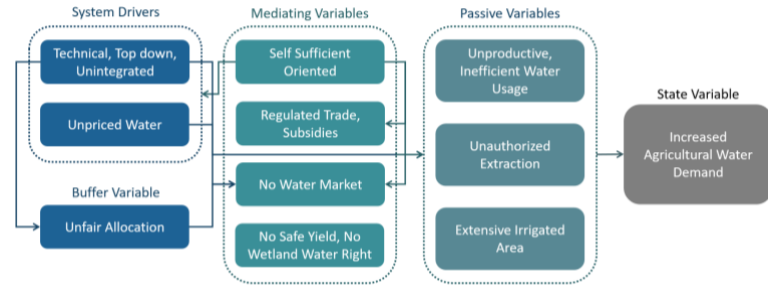 System Drivers
Technical, Top down,
Unintegrated
Unpriced Water
Buffer Variable
Unfair Allocation
Mediating Variables
Self Sufficient
Oriented
Regulated Trade,
Subsidies
No Water Market
No Safe Yield, No
Wetland Water Right
Passive Variables
Unproductive,
Inefficient Water
Usage
Unauthorized
Extraction
Extensive Irrigated
Area
State Variable
Increased
Agricultural Water
Demand